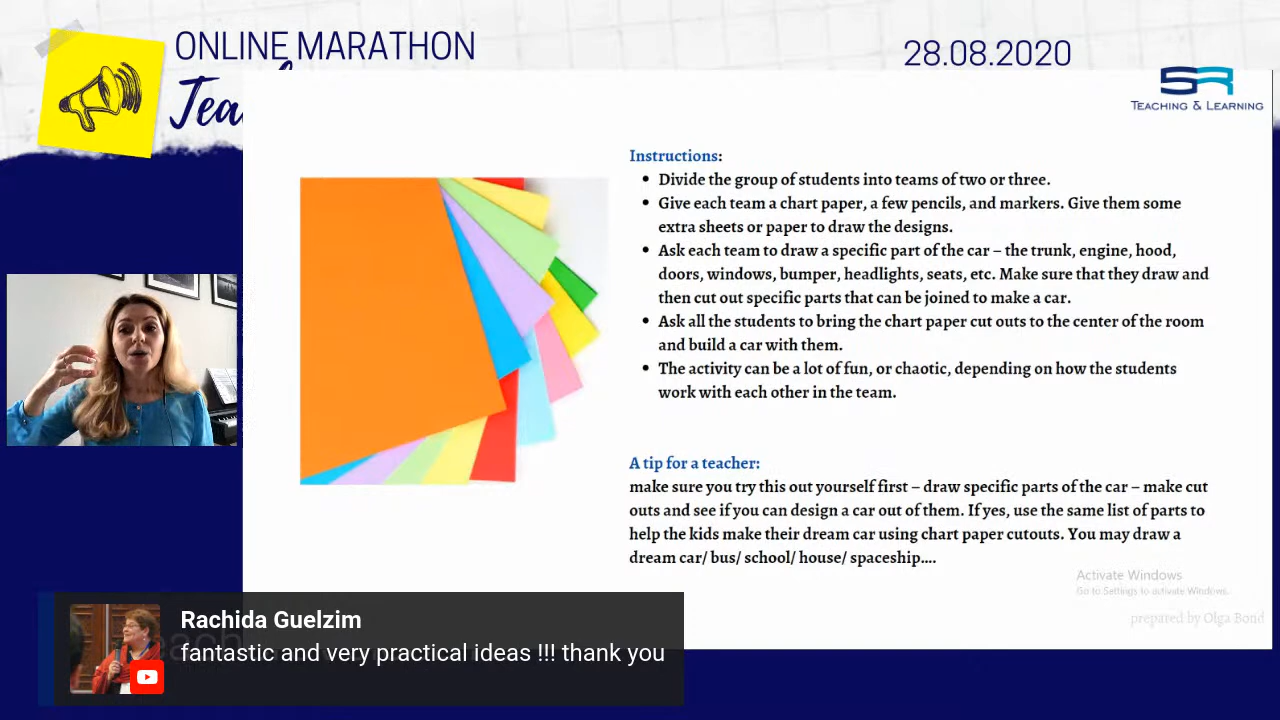 ONLINE MARATHON
28.08.2020
SR
TEACHING & LEARNING
Instructions:
• Divide the group of students into teams of two or three.
• Give each team a chart paper, a few pencils, and markers. Give them some
extra sheets or paper to draw the designs.
• Ask each team to draw a specific part of the car – the trunk, engine, hood,
doors, windows, bumper, headlights, seats, etc. Make sure that they draw and
then cut out specific parts that can be joined to make a car.
• Ask all the students to bring the chart paper cut outs to the center of the room
and build a car with them.
• The activity can be a lot of fun, or chaotic, depending on how the students
work with each other in the team.
A tip for a teacher:
make sure you try this out yourself first – draw specific parts of the car – make cut
outs and see if you can design a car out of them. If yes, use the same list of parts to
help the kids make their dream car using chart paper cutouts. You may draw a
dream car/ bus/ school/ house/ spaceship....
Activate Windows
Go to Settings to activate Windows.
prepared by Olga Bond
Rachida Guelzim
fantastic and very practical ideas !!! thank you